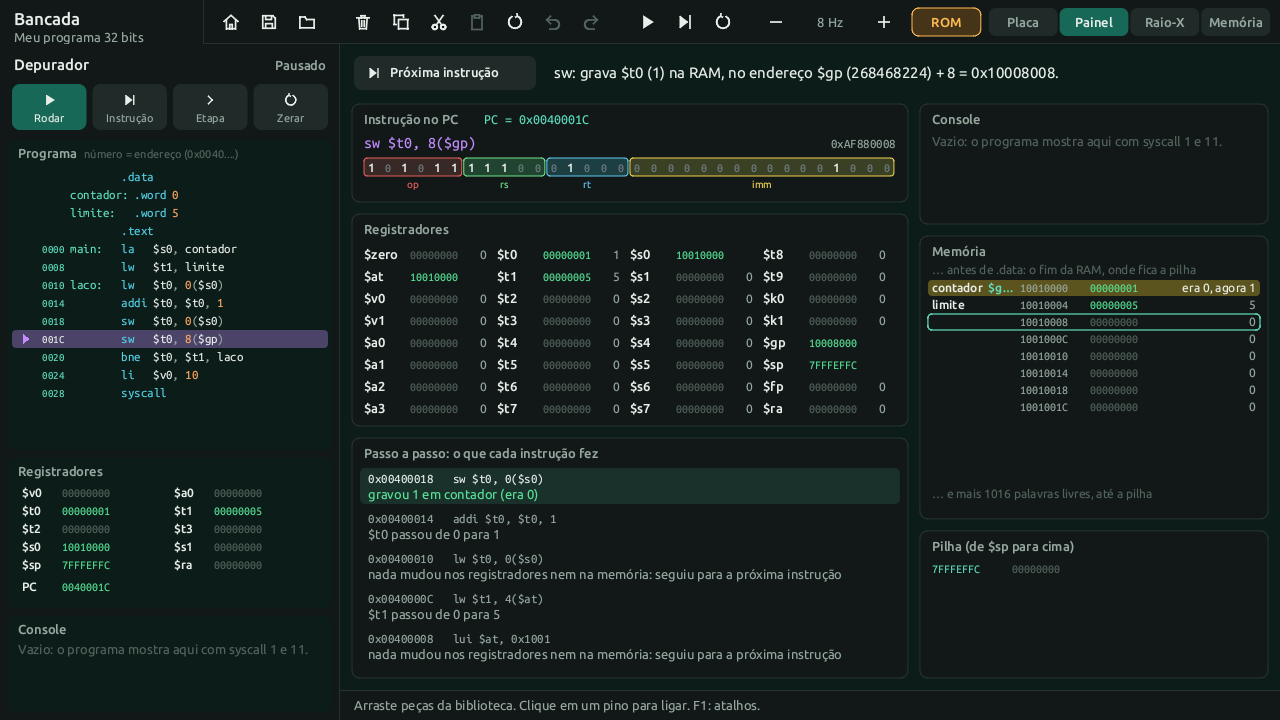 Bancada
Meu programa 32 bits
8 Hz
ROM
Placa
Painel
Raio-X
Memória
Depurador
Pausado
Rodar
Instrução
Etapa
Zerar
Programa número = endereço (0x0040...)
.data
contador: .word 0
limite: .word 5
.text
0000 main: la $s0, contador
0008 lw $t1, limite
0010 laco: lw $t0, 0($s0)
0014 addi $t0, $t0, 1
0018 sw $t0, 0($s0)
001C sw $t0, 8($gp)
0020 bne $t0, $t1, laco
0024 li $v0, 10
0028 syscall
Registradores
$v0 00000000 $a0 00000000
$t0 00000001 $t1 00000005
$t2 00000000 $t3 00000000
$s0 10010000 $s1 00000000
$sp 7FFFEFFC $ra 00000000
PC 0040001C
Console
Vazio: o programa mostra aqui com syscall 1 e 11.
Próxima instrução
sw: grava $t0 (1) na RAM, no endereço $gp (268468224) + 8 = 0x10008008.
Instrução no PC PC = 0x0040001C
sw $t0, 8($gp) 0xAF880008
1 0 1 0 1 1 1 1 1 0 0 0 1 0 0 0 0 0 0 0 0 0 0 0 0 0 0 0 1 0 0 0
op rs rt imm
Registradores
$zero 00000000 0 $t0 00000001 1 $s0 10010000 $t8 00000000 0
$at 10010000 $t1 00000005 5 $s1 00000000 0 $t9 00000000 0
$v0 00000000 0 $t2 00000000 0 $s2 00000000 0 $k0 00000000 0
$v1 00000000 0 $t3 00000000 0 $s3 00000000 0 $k1 00000000 0
$a0 00000000 0 $t4 00000000 0 $s4 00000000 0 $gp 10008000
$a1 00000000 0 $t5 00000000 0 $s5 00000000 0 $sp 7FFFEFFC
$a2 00000000 0 $t6 00000000 0 $s6 00000000 0 $fp 00000000 0
$a3 00000000 0 $t7 00000000 0 $s7 00000000 0 $ra 00000000 0
Passo a passo: o que cada instrução fez
0x00400018 sw $t0, 0($s0)
gravou 1 em contador (era 0)
0x00400014 addi $t0, $t0, 1
$t0 passou de 0 para 1
0x00400010 lw $t0, 0($s0)
nada mudou nos registradores nem na memória: seguiu para a próxima instrução
0x0040000C lw $t1, 4($at)
$t1 passou de 0 para 5
0x00400008 lui $at, 0x1001
nada mudou nos registradores nem na memória: seguiu para a próxima instrução
Console
Vazio: o programa mostra aqui com syscall 1 e 11.
Memória
... antes de .data: o fim da RAM, onde fica a pilha
contador $g... 10010000 00000001 era 0, agora 1
limite 10010004 00000005 5
10010008 00000000 0
1001000C 00000000 0
10010010 00000000 0
10010014 00000000 0
10010018 00000000 0
1001001C 00000000 0
... e mais 1016 palavras livres, até a pilha
Pilha (de $sp para cima)
7FFFEFFC 00000000
Arraste peças da biblioteca. Clique em um pino para ligar. F1: atalhos.